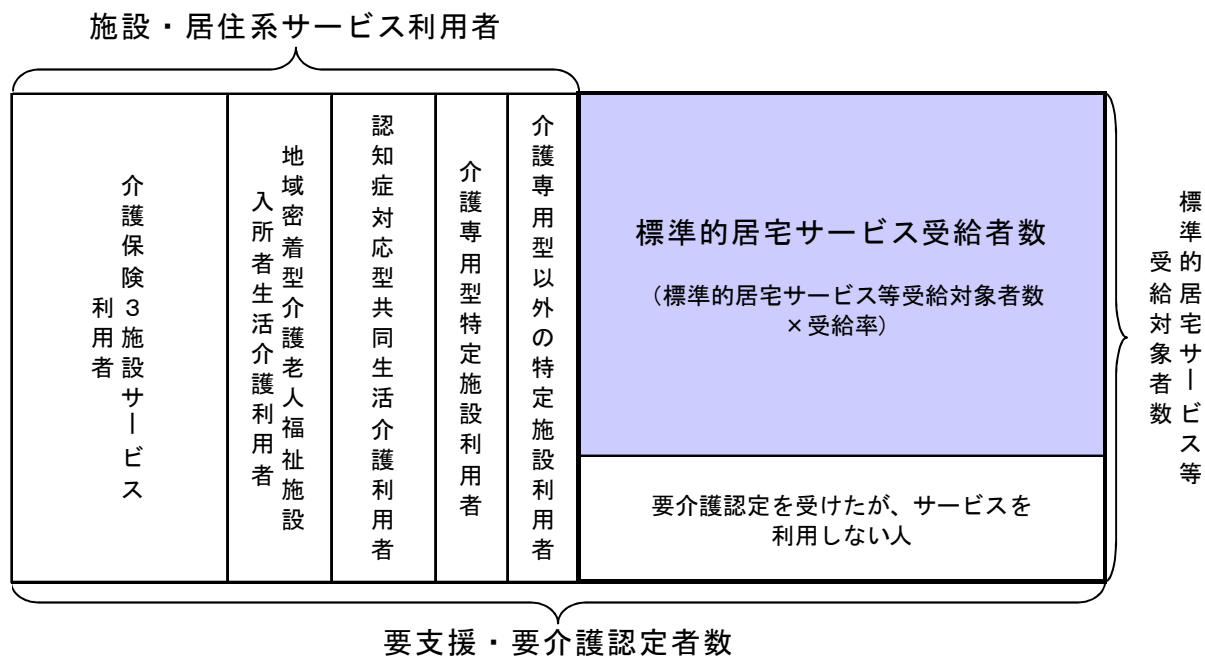 施設・居住系サービス利用者
介護保険３施設サービス
利用者
地域密着型介護老人福祉施設
入所者生活介護利用者
認知症対応型共同生活介護利用者
介護専用型特定施設利用者
介護専用型以外の特定施設利用者
標準的居宅サービス受給者数
（標準的居宅サービス等受給対象者数
×受給率）
要介護認定を受けたが、サービスを
利用しない人
標準的居宅サービス等
受給対象者数
要支援・要介護認定者数